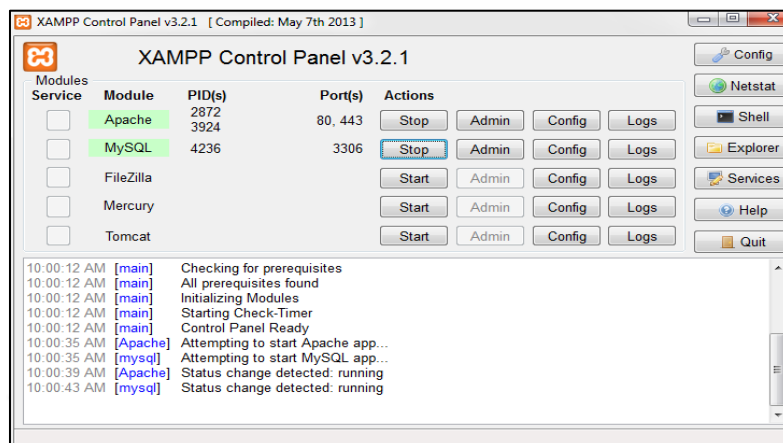 XAMPP Control Panel v3.2.1 [ Compiled: May 7th 2013 ]
XAMPP Control Panel v3.2.1
Config
Netstat
Shell
Explorer
Services
Help
Quit
Modules
Service Module PID(s) Port(s) Actions
Apache 2872 3924 80, 443 Stop Admin Config Logs
MySQL 4236 3306 Stop Admin Config Logs
FileZilla Start Admin Config Logs
Mercury Start Admin Config Logs
Tomcat Start Admin Config Logs
10:00:12 AM [main] Checking for prerequisites
10:00:12 AM [main] All prerequisites found
10:00:12 AM [main] Initializing Modules
10:00:12 AM [main] Starting Check-Timer
10:00:12 AM [main] Control Panel Ready
10:00:35 AM [Apache] Attempting to start Apache app...
10:00:35 AM [mysql] Attempting to start MySQL app...
10:00:39 AM [Apache] Status change detected: running
10:00:43 AM [mysql] Status change detected: running